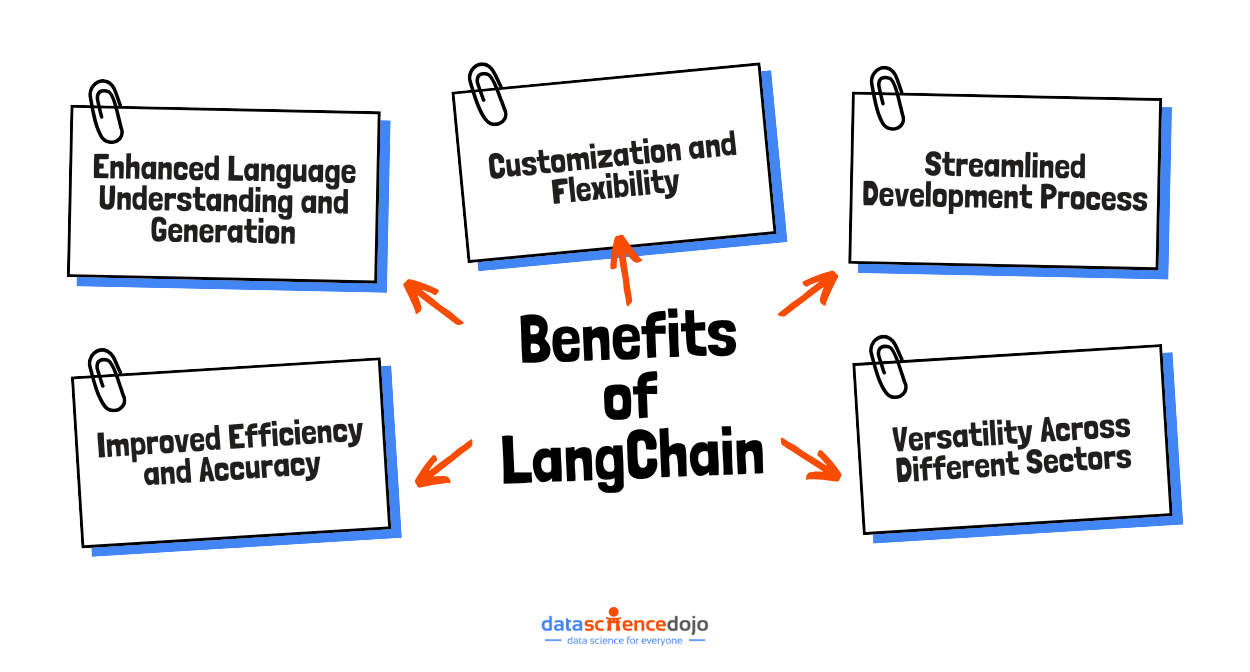 Enhanced Language
Understanding and
Generation
Customization and
Flexibility
Streamlined
Development Process
Benefits
of
LangChain
Improved Efficiency
and Accuracy
Versatility Across
Different Sectors
datasciencedojo
data science for everyone